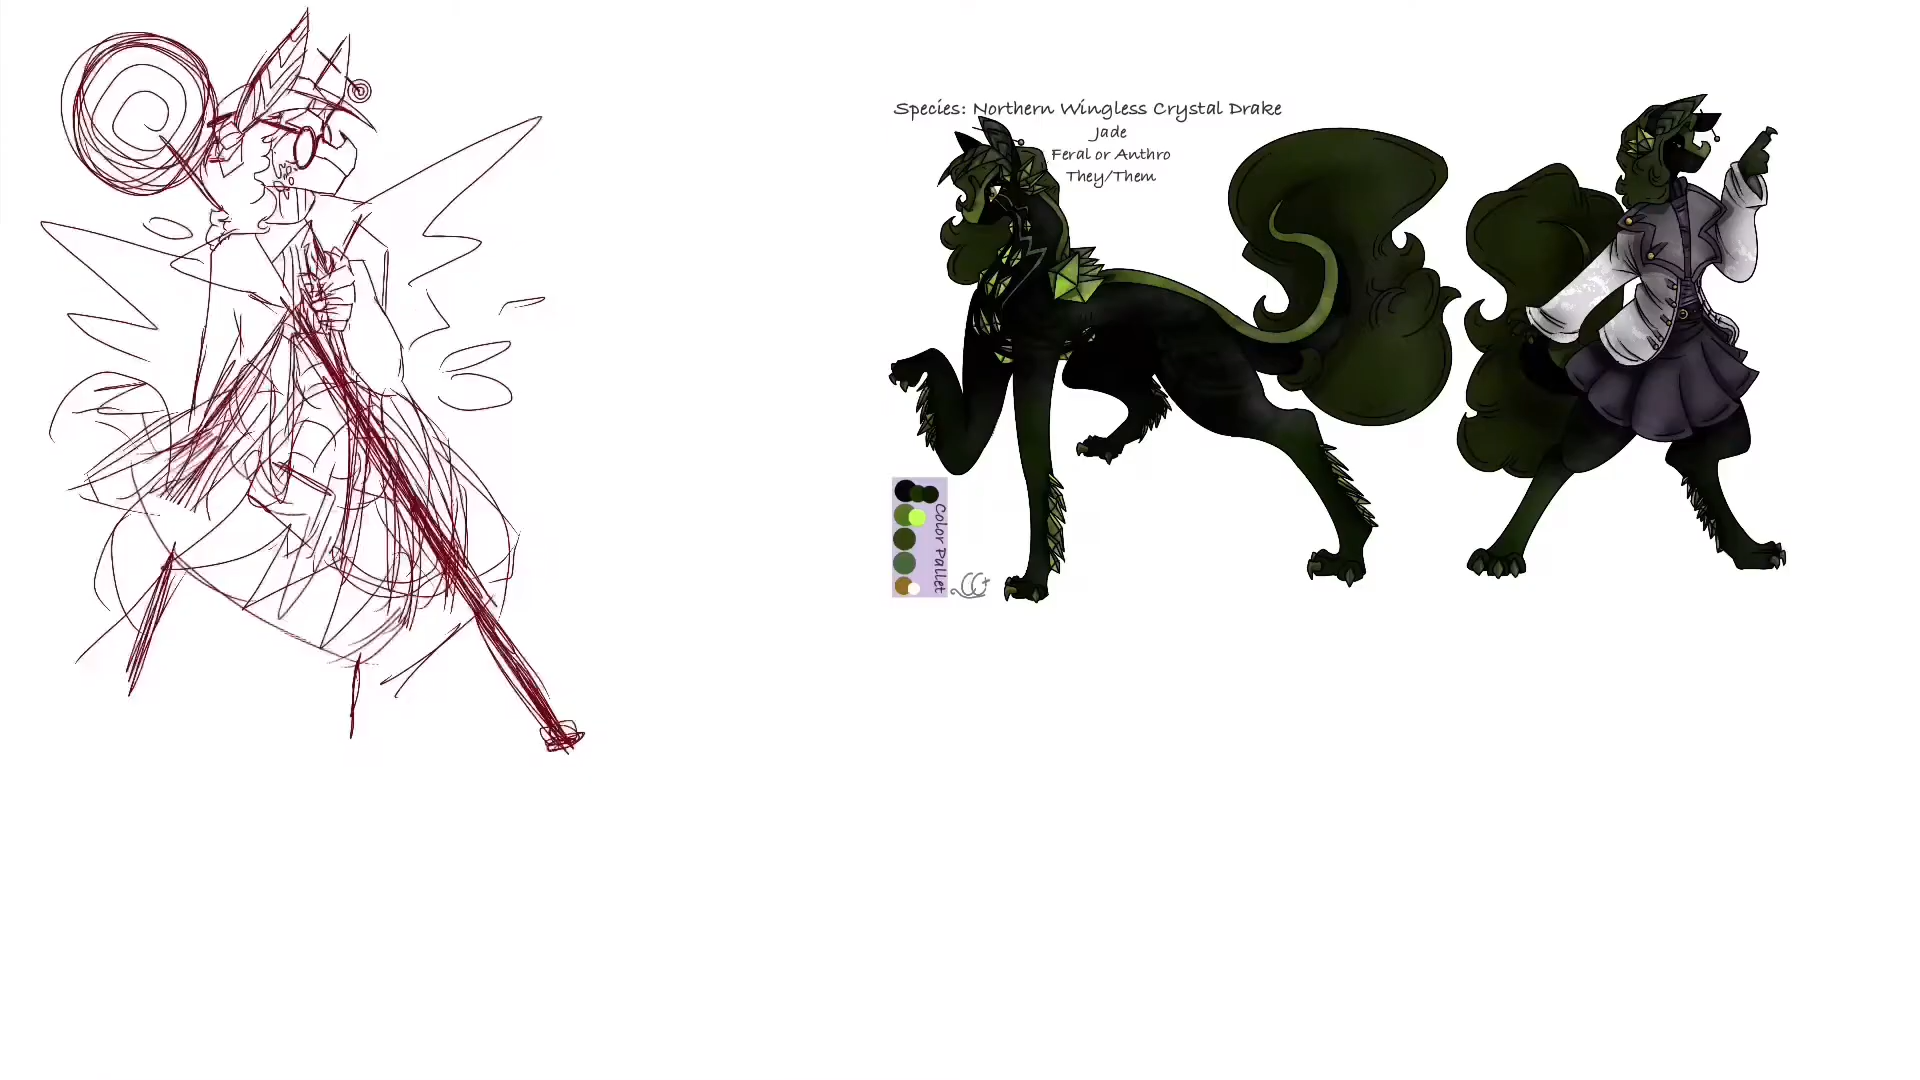 Species: Northern Wingless Crystal Drake
Jade
Feral or Anthro
They/Them
Color Pallet